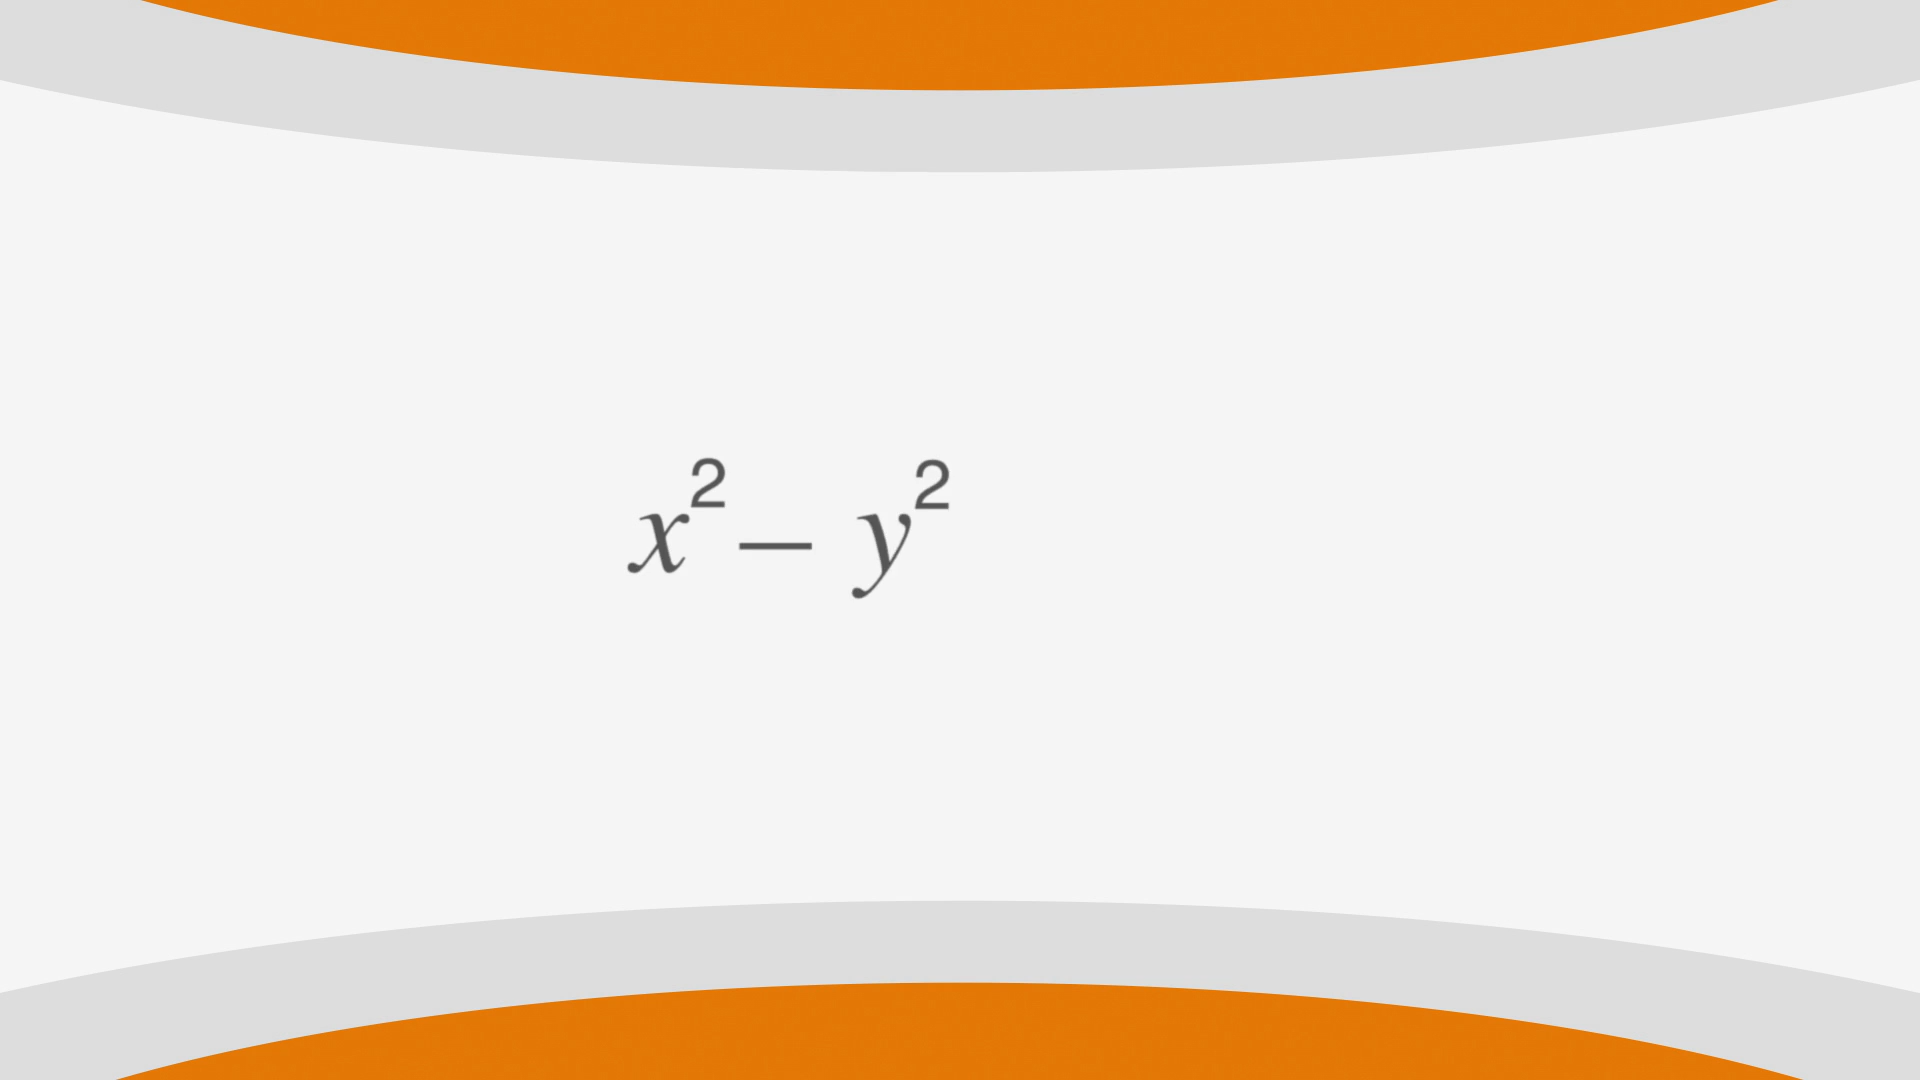 x² – y²